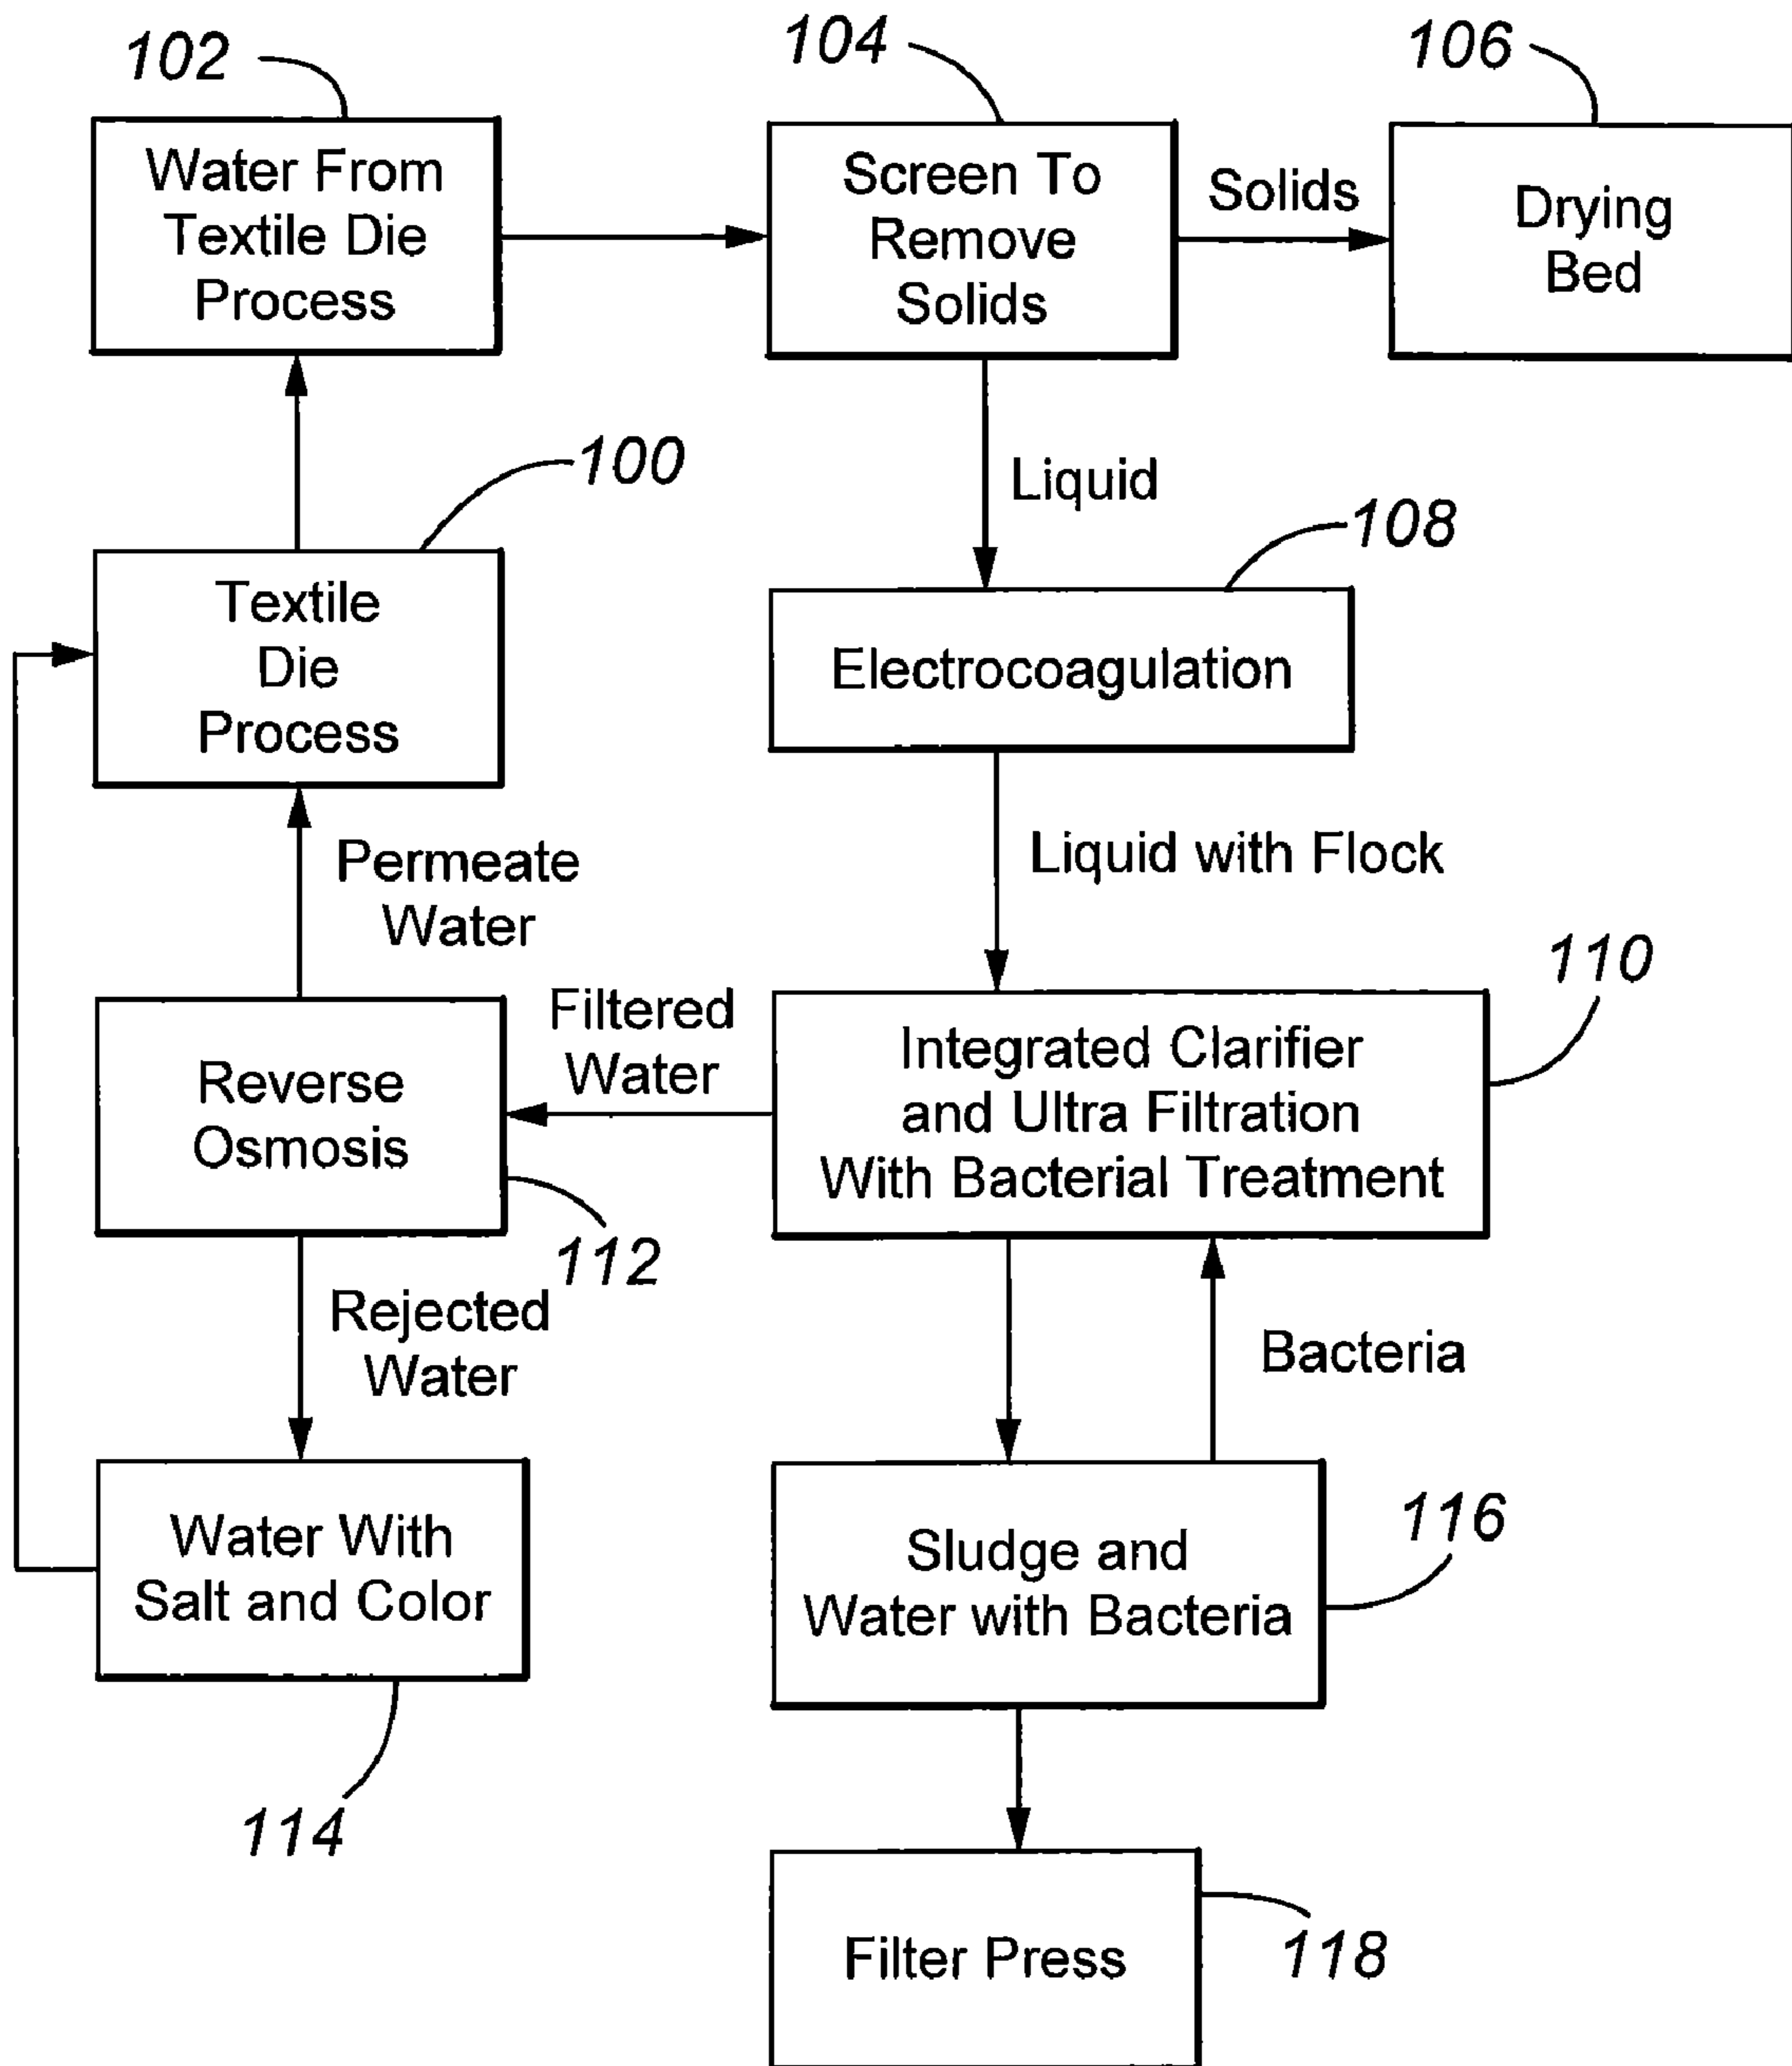 102
104
106
Water From
Textile Die
Process
Screen To
Remove
Solids
Solids
Drying
Bed
100
Liquid
108
Textile
Die
Process
Electrocoagulation
Permeate
Water
Liquid with Flock
110
Filtered
Water
Reverse
Osmosis
Integrated Clarifier
and Ultra Filtration
With Bacterial Treatment
112
Rejected
Water
Bacteria
Water With
Salt and Color
Sludge and
Water with Bacteria
116
114
Filter Press
118